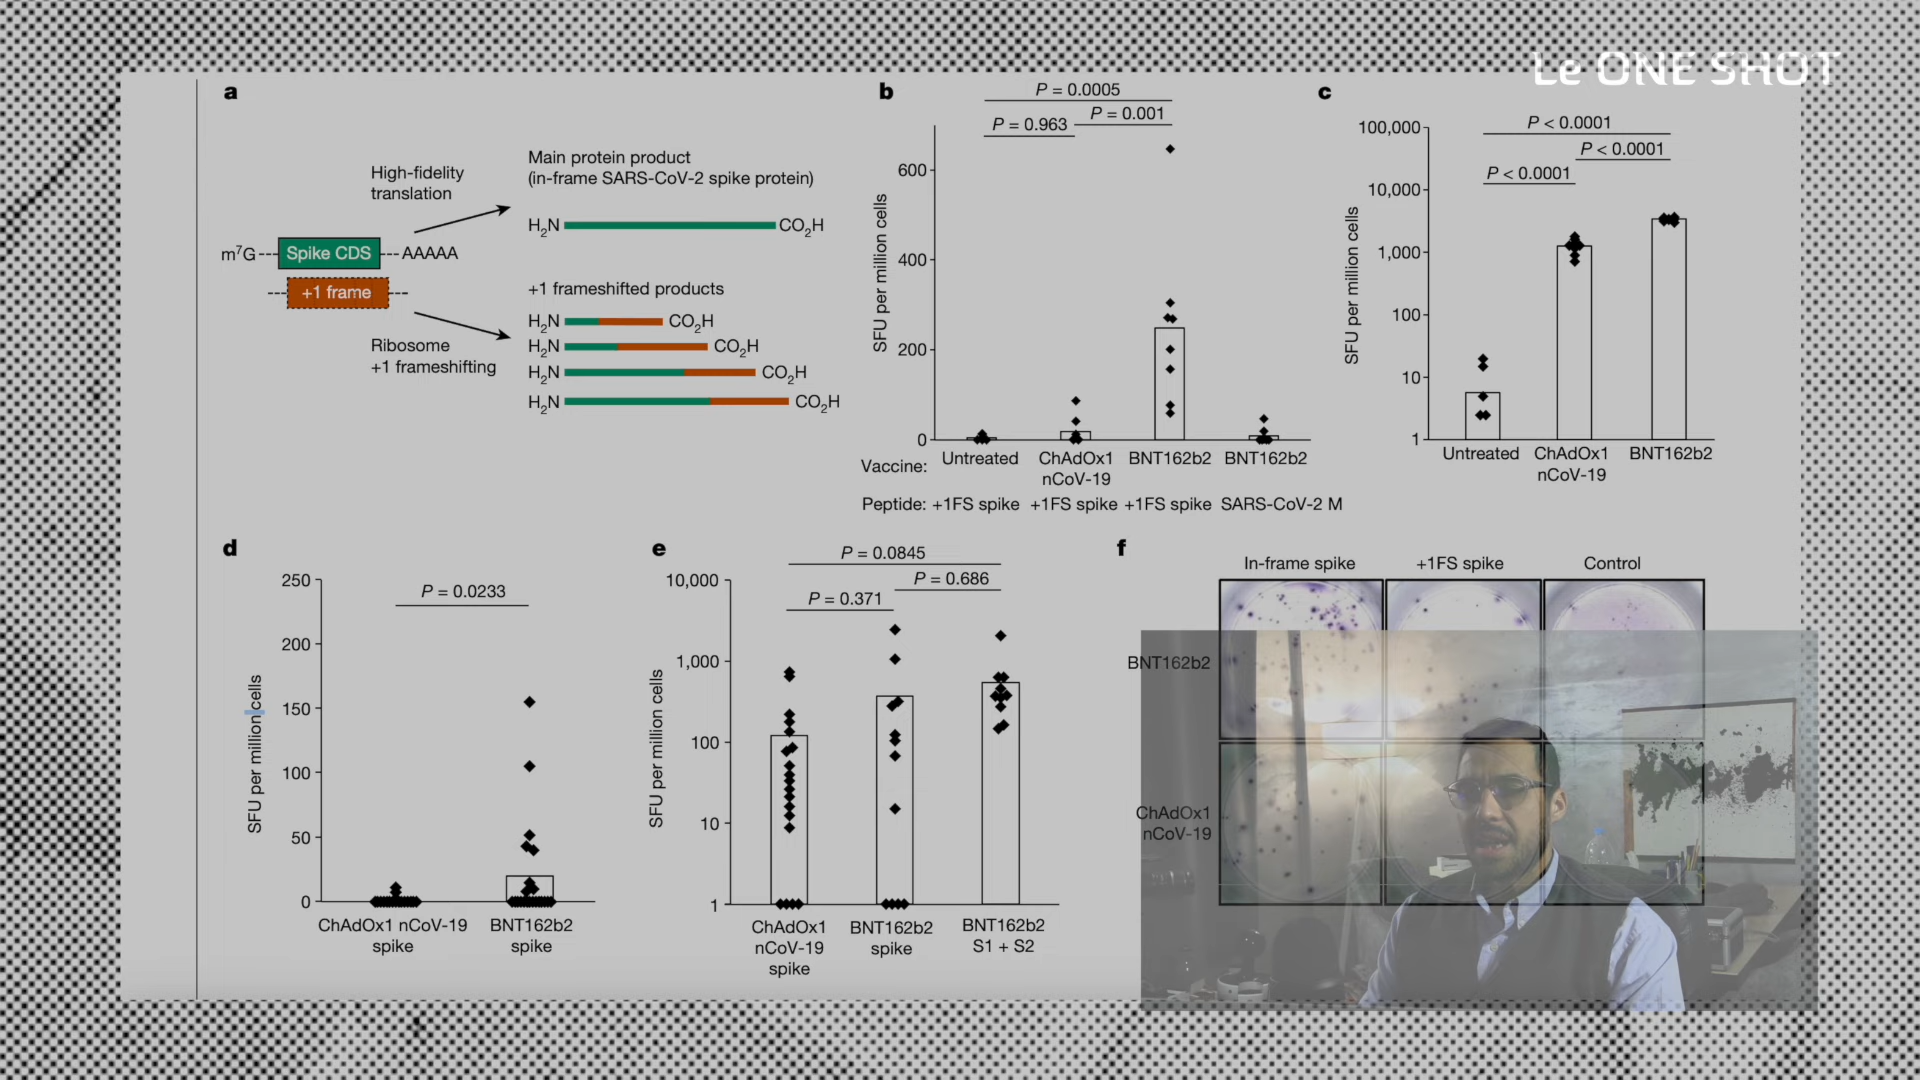 Le ONE SHOT
a
High-fidelity
translation
Main protein product
(in-frame SARS-CoV-2 spike protein)
H2N CO2H
m7G Spike CDS AAAAA
+1 frame
+1 frameshifted products
H2N CO2H
H2N CO2H
H2N CO2H
H2N CO2H
Ribosome
+1 frameshifting
b
P = 0.0005
P = 0.963
P = 0.001
SFU per million cells
600
400
200
0
Vaccine: Untreated ChAdOx1 nCoV-19 BNT162b2 BNT162b2
Peptide: +1FS spike +1FS spike +1FS spike SARS-CoV-2 M
c
P < 0.0001
P < 0.0001
P < 0.0001
SFU per million cells
100,000
10,000
1,000
100
10
1
Untreated ChAdOx1 nCoV-19 BNT162b2
d
P = 0.0233
SFU per million cells
250
200
150
100
50
0
ChAdOx1 nCoV-19 spike
BNT162b2 spike
e
P = 0.0845
P = 0.686
P = 0.371
SFU per million cells
10,000
1,000
100
10
1
ChAdOx1 nCoV-19 spike
BNT162b2 spike
BNT162b2 S1 + S2
f
In-frame spike +1FS spike Control
BNT162b2
ChAdOx1
nCoV-19